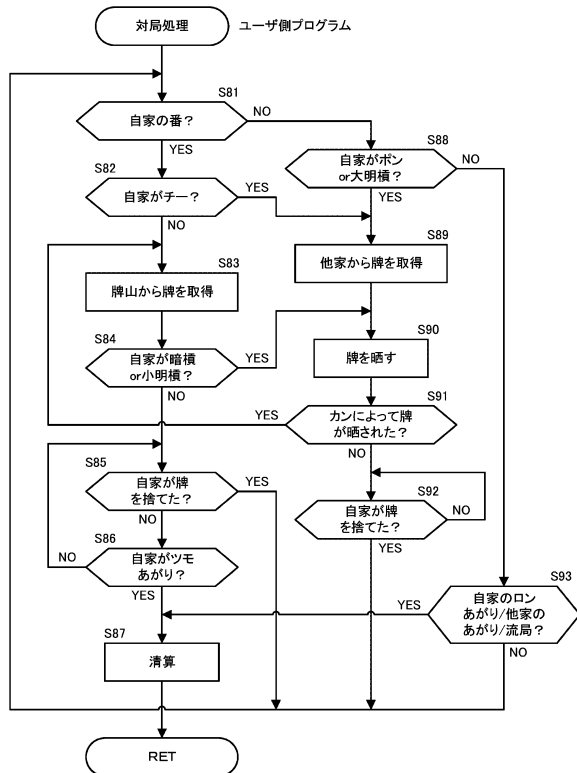 対局処理
ユーザ側プログラム
S81
自家の番？
NO
YES
S88
自家がポン
or大明槓？
NO
YES
S82
自家がチー？
YES
NO
S89
他家から牌を取得
S83
牌山から牌を取得
S90
牌を晒す
S84
自家が暗槓
or小明槓？
YES
NO
S91
カンによって牌
が晒された？
YES
NO
S85
自家が牌
を捨てた？
YES
NO
S92
自家が牌
を捨てた？
NO
YES
S86
自家がツモ
あがり？
NO
YES
S93
自家のロン
あがり/他家の
あがり/流局？
YES
NO
S87
清算
RET